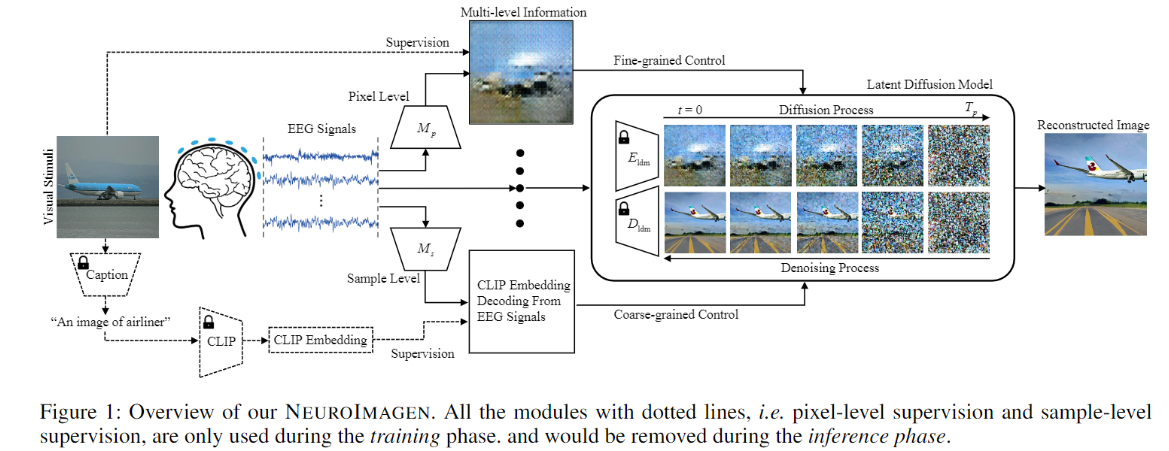 Multi-level Information
Supervision
Fine-grained Control
Latent Diffusion Model
Pixel Level
M_p
t = 0
Diffusion Process
T_p
EEG Signals
Reconstructed Image
Visual Stimuli
E_ldm
D_ldm
M_s
Sample Level
Denoising Process
Caption
CLIP Embedding
Decoding From
EEG Signals
Coarse-grained Control
“An image of airliner”
CLIP
CLIP Embedding
Supervision
Figure 1: Overview of our NEUROIMAGEN. All the modules with dotted lines, i.e. pixel-level supervision and sample-level
supervision, are only used during the training phase. and would be removed during the inference phase.